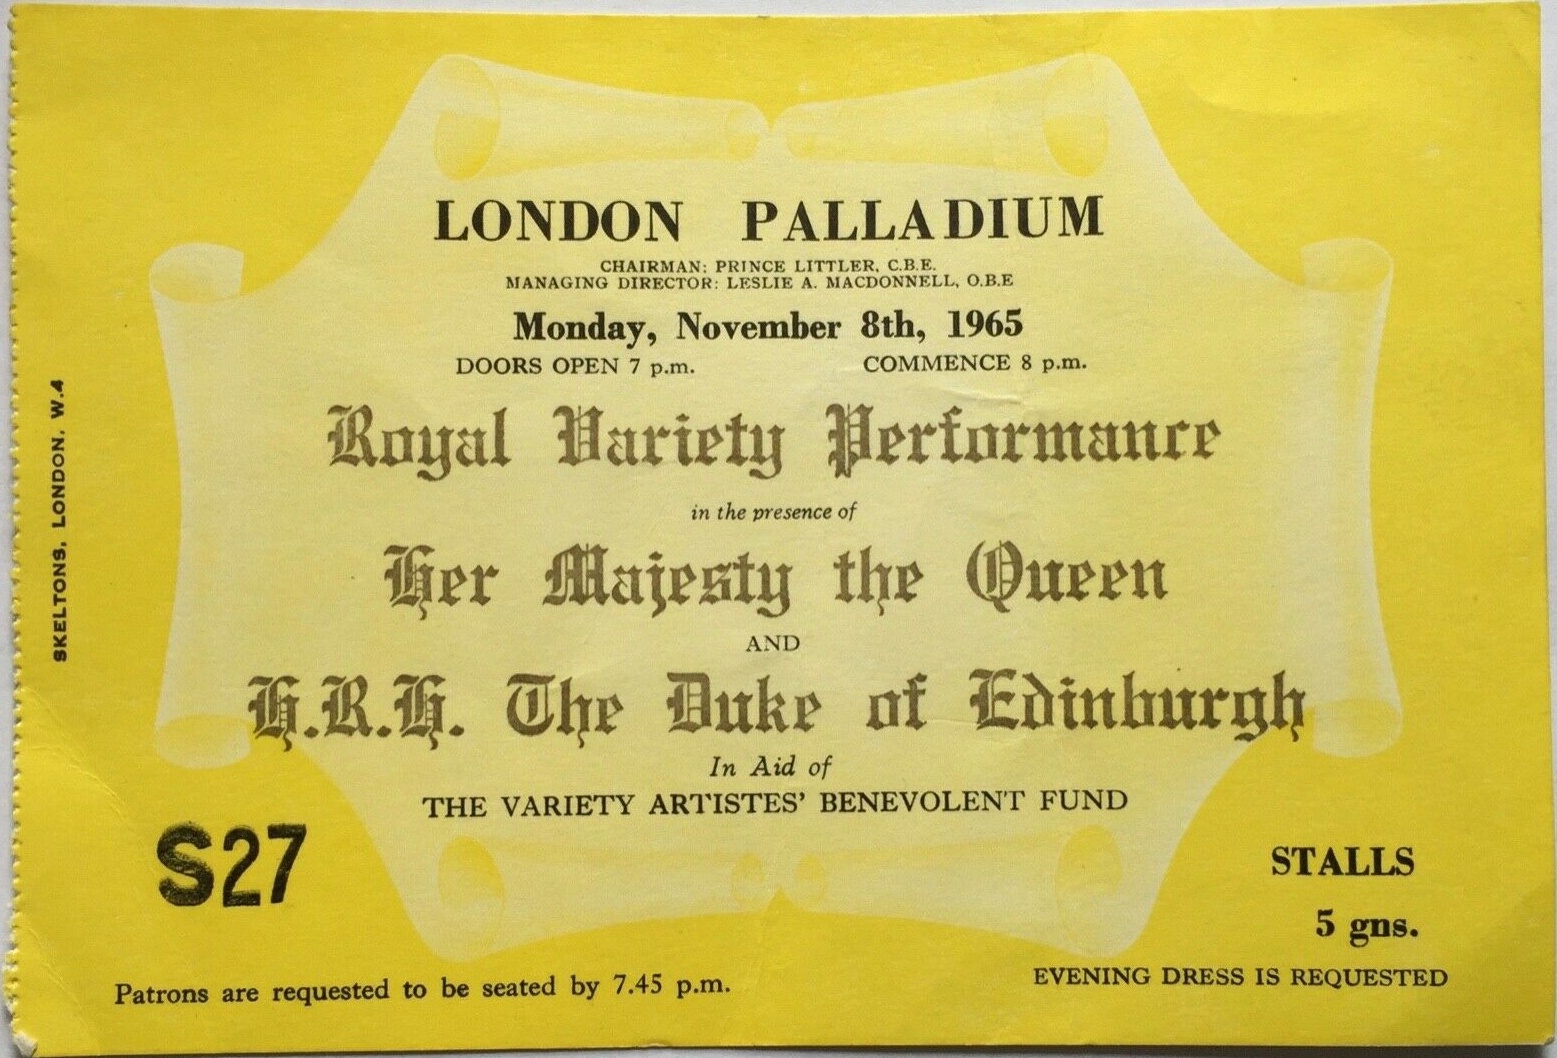 LONDON PALLADIUM
CHAIRMAN: PRINCE LITTLER, C.B.E.
MANAGING DIRECTOR: LESLIE A. MACDONNELL, O.B.E
Monday, November 8th, 1965
DOORS OPEN 7 p.m. COMMENCE 8 p.m.
Royal Variety Performance
in the presence of
Her Majesty the Queen
AND
H.R.H. The Duke of Edinburgh
In Aid of
THE VARIETY ARTISTES' BENEVOLENT FUND
S27
STALLS
5 gns.
Patrons are requested to be seated by 7.45 p.m.
EVENING DRESS IS REQUESTED
SKELTONS, LONDON, W.4